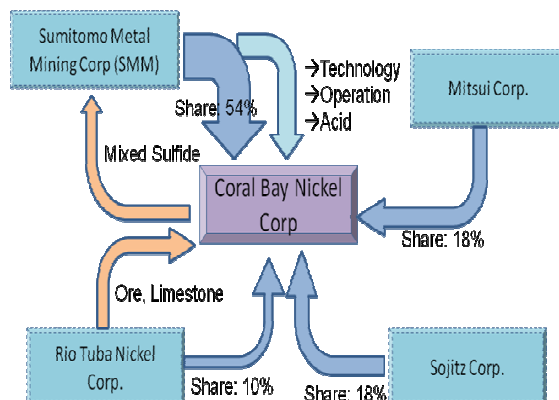 Sumitomo Metal
Mining Corp (SMM)
Share: 54%
→Technology
→Operation
→Acid
Mitsui Corp.
Mixed Sulfide
Coral Bay Nickel
Corp
Share: 18%
Ore, Limestone
Rio Tuba Nickel
Corp.
Share: 10%
Share: 18%
Sojitz Corp.